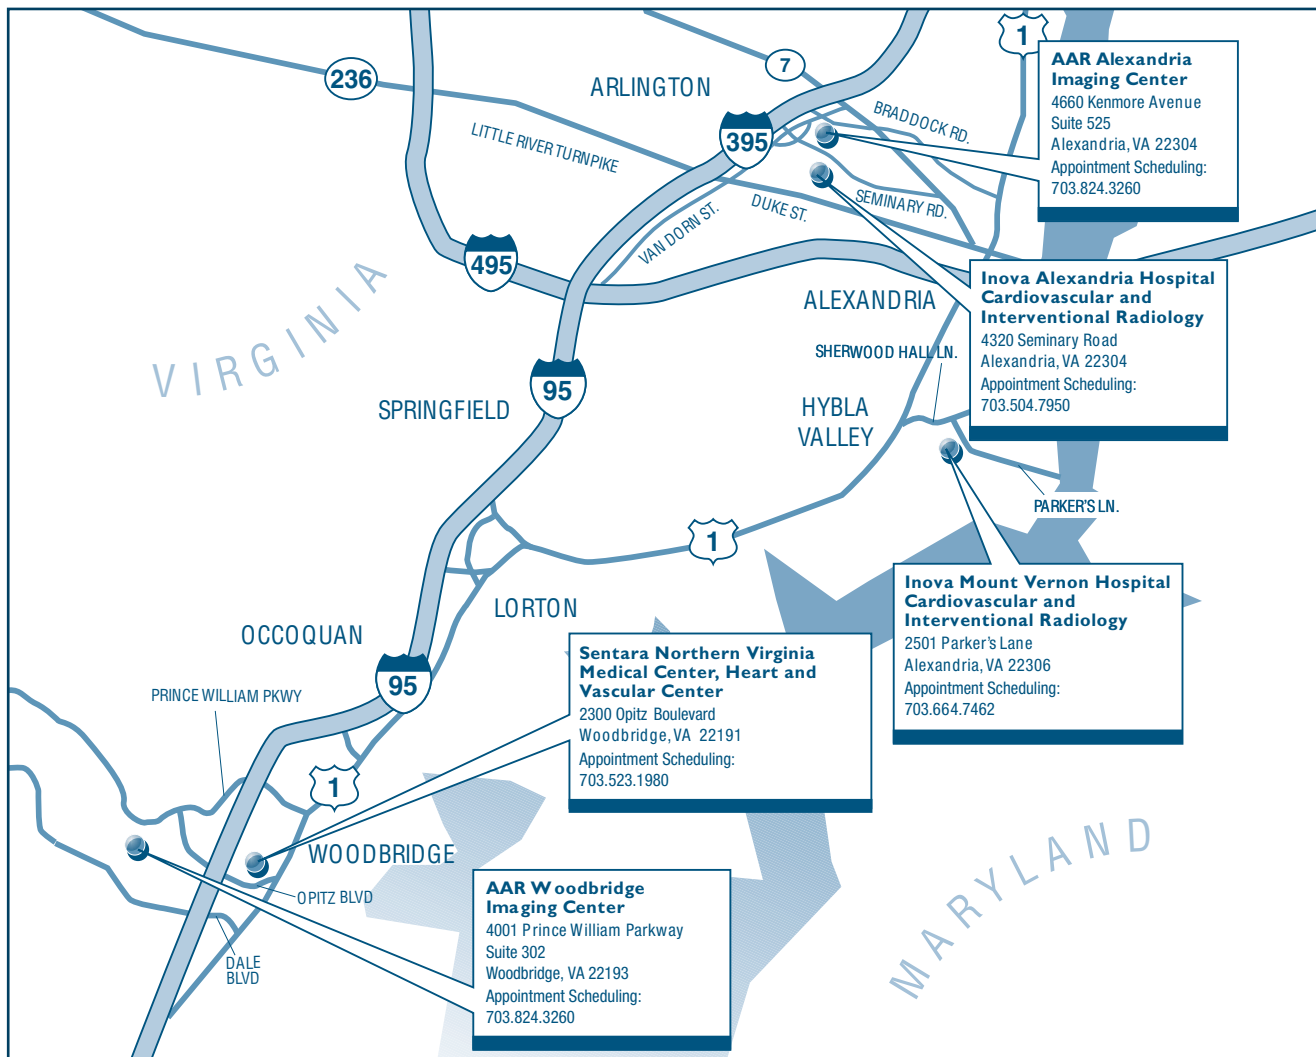 1
AAR Alexandria
Imaging Center
4660 Kenmore Avenue
Suite 525
Alexandria, VA 22304
Appointment Scheduling:
703.824.3260
7
236
ARLINGTON
BRADDOCK RD.
395
LITTLE RIVER TURNPIKE
SEMINARY RD.
DUKE ST.
VAN DORN ST.
495
VIRGINIA
ALEXANDRIA
Inova Alexandria Hospital
Cardiovascular and
Interventional Radiology
4320 Seminary Road
Alexandria, VA 22304
Appointment Scheduling:
703.504.7950
SHERWOOD HALL LN.
95
SPRINGFIELD
HYBLA
VALLEY
PARKER'S LN.
1
LORTON
Inova Mount Vernon Hospital
Cardiovascular and
Interventional Radiology
2501 Parker's Lane
Alexandria, VA 22306
Appointment Scheduling:
703.664.7462
OCCOQUAN
Sentara Northern Virginia
Medical Center, Heart and
Vascular Center
2300 Opitz Boulevard
Woodbridge, VA 22191
Appointment Scheduling:
703.523.1980
95
PRINCE WILLIAM PKWY
1
WOODBRIDGE
OPITZ BLVD
DALE
BLVD
AAR Woodbridge
Imaging Center
4001 Prince William Parkway
Suite 302
Woodbridge, VA 22193
Appointment Scheduling:
703.824.3260
MARYLAND